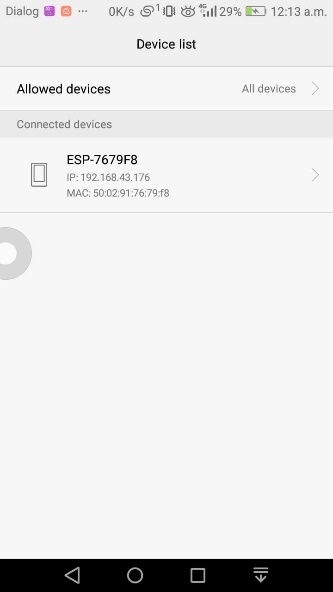 Dialog ... 0K/s 1 4G 29% 12:13 a.m.
Device list
Allowed devices All devices
Connected devices
ESP-7679F8
IP: 192.168.43.176
MAC: 50:02:91:76:79:f8